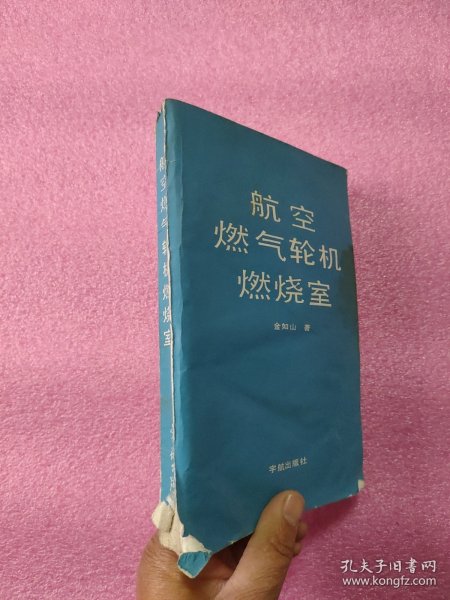 航空
燃气轮机
燃烧室
金如山 著
宇航出版社
航空燃气轮机燃烧室
孔夫子旧书网
www.kongfz.com